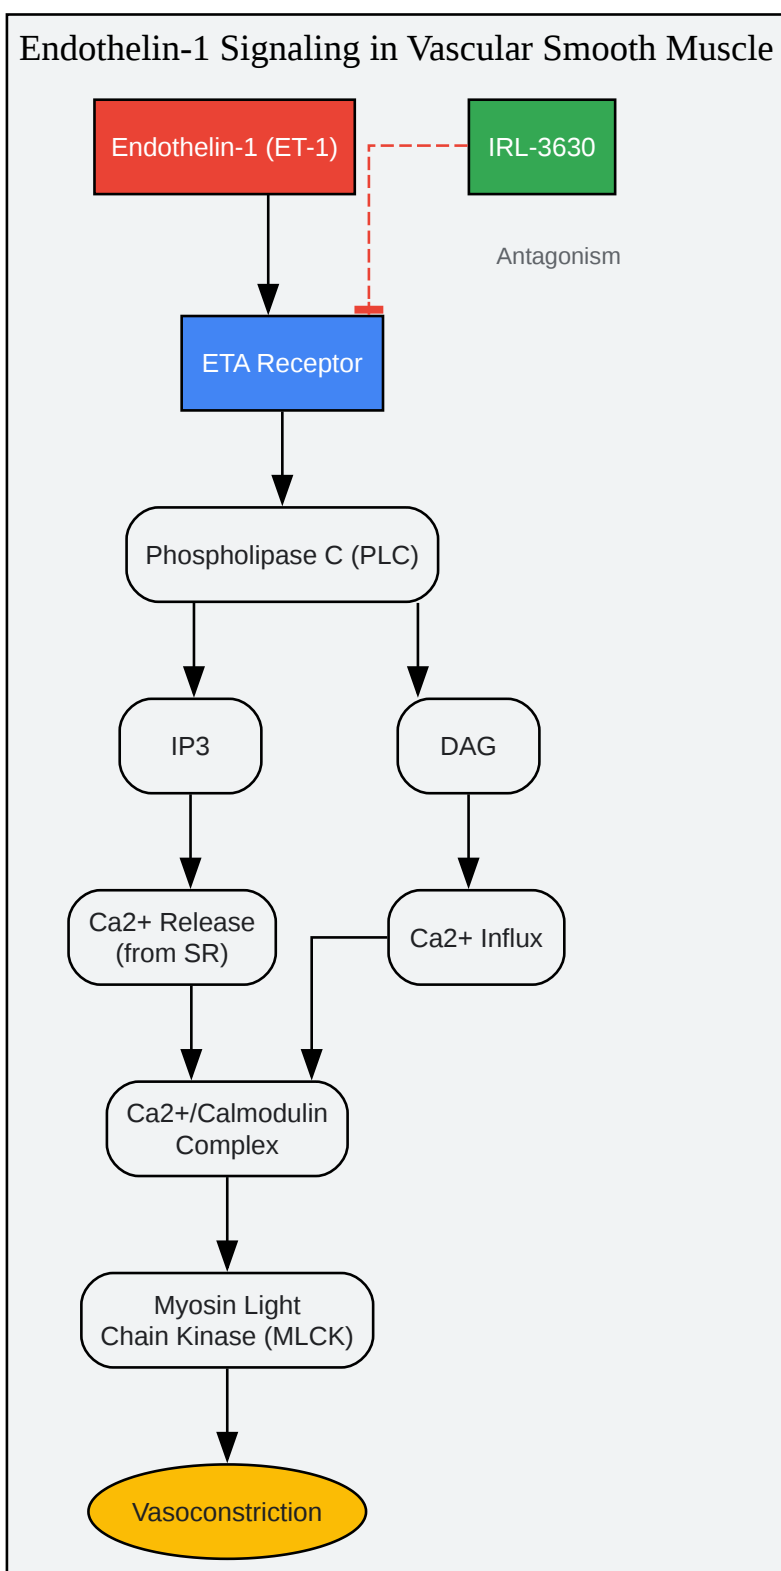 Endothelin-1 Signaling in Vascular Smooth Muscle
Endothelin-1 (ET-1)
IRL-3630
Antagonism
ETA Receptor
Phospholipase C (PLC)
IP3
DAG
Ca2+ Release
(from SR)
Ca2+ Influx
Ca2+/Calmodulin
Complex
Myosin Light
Chain Kinase (MLCK)
Vasoconstriction